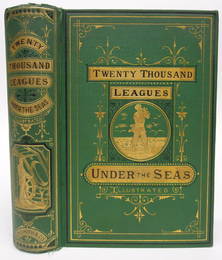 TWENTY
THOUSAND
LEAGUES
UNDER THE SEAS
TWENTY THOUSAND
LEAGUES
UNDER THE SEAS
ILLUSTRATED